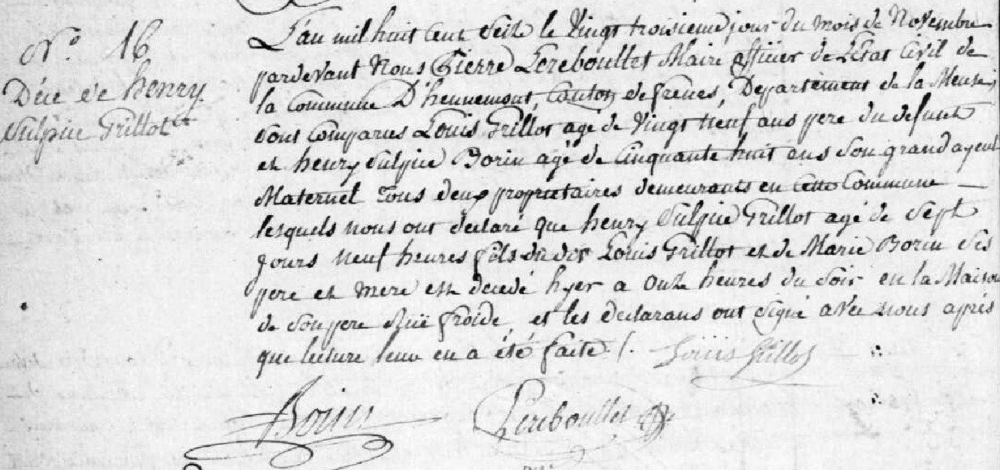 N.° 16
Décé de henry
Sulpice Grillot
L'an mil huit Cent Seize le Vingt troisieme jour du mois de Novembre
pardevant Nous Pierre Lereboullet Maire officier de L'Etat Civil de
la Commune D'hennemont, Canton de frenes, Departement de la Meuse,
sont Comparus Louis Grillot agé de Vingt neuf ans pere du defunt
et henry Sulpice Borin agé de Cinquante huit ans Son grand ayeul
Maternel tous deux proprietaires demeurants en Cette Commune
lesquels nous ont declaré que henry Sulpice Grillot agé de Sept
jours neuf heures fils dudit Louis Grillot et de Marie Borin Ses
pere et mere est decedé hyer a Onze heures du Soir en la Maison
de Son pere Rüe froide, et les declarans ont Signé avec nous après
que lecture leur en a été faite /.
Louis Grillot
Borin
Lereboullet